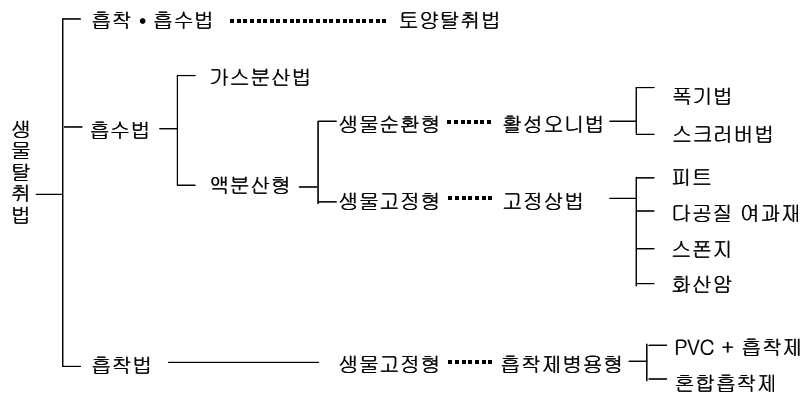 생물탈취법
흡착 • 흡수법
토양탈취법
흡수법
가스분산법
액분산형
생물순환형
활성오니법
폭기법
스크러버법
생물고정형
고정상법
피트
다공질 여과재
스폰지
화산암
흡착법
생물고정형
흡착제병용형
PVC + 흡착제
혼합흡착제